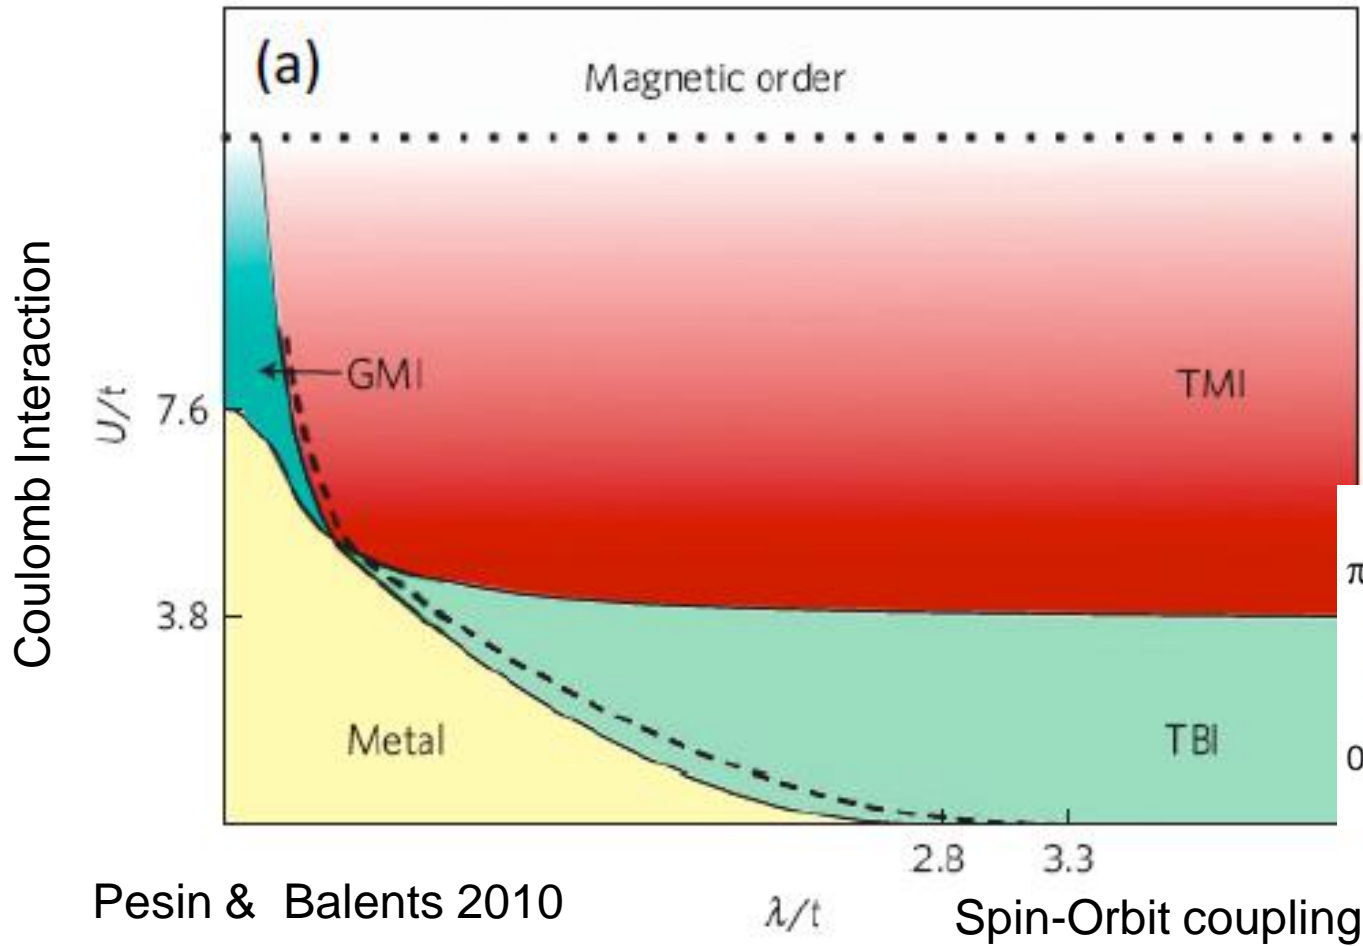 (a)
Magnetic order
GMI
TMI
Coulomb Interaction
U/t
7.6
3.8
Metal
TBI
π
0
2.8
3.3
Pesin & Balents 2010
λ/t
Spin-Orbit coupling